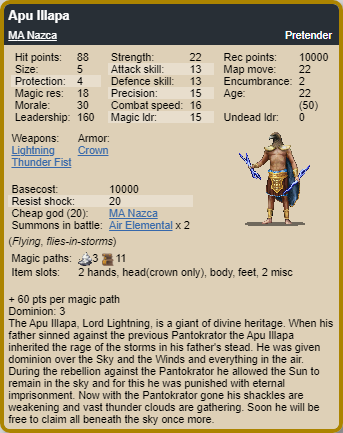 Apu Illapa
MA Nazca Pretender
Hit points: 88 Strength: 22 Rec points: 10000
Size: 5 Attack skill: 13 Map move: 22
Protection: 4 Defence skill: 13 Encumbrance: 2
Magic res: 18 Precision: 15 Age: 22
Morale: 30 Combat speed: 16 (50)
Leadership: 160 Magic ldr: 15 Undead ldr: 0
Weapons: Armor:
Lightning Crown
Thunder Fist
Basecost: 10000
Resist shock: 20
Cheap god (20): MA Nazca
Summons in battle: Air Elemental x 2
(Flying, flies-in-storms)
Magic paths: 3 11
Item slots: 2 hands, head(crown only), body, feet, 2 misc
+ 60 pts per magic path
Dominion: 3
The Apu Illapa, Lord Lightning, is a giant of divine heritage. When his
father sinned against the previous Pantokrator the Apu Illapa
inherited the rage of the storms in his father's stead. He was given
dominion over the Sky and the Winds and everything in the air.
During the rebellion against the Pantokrator he allowed the Sun to
remain in the sky and for this he was punished with eternal
imprisonment. Now with the Pantokrator gone his shackles are
weakening and vast thunder clouds are gathering. Soon he will be
free to claim all beneath the sky once more.